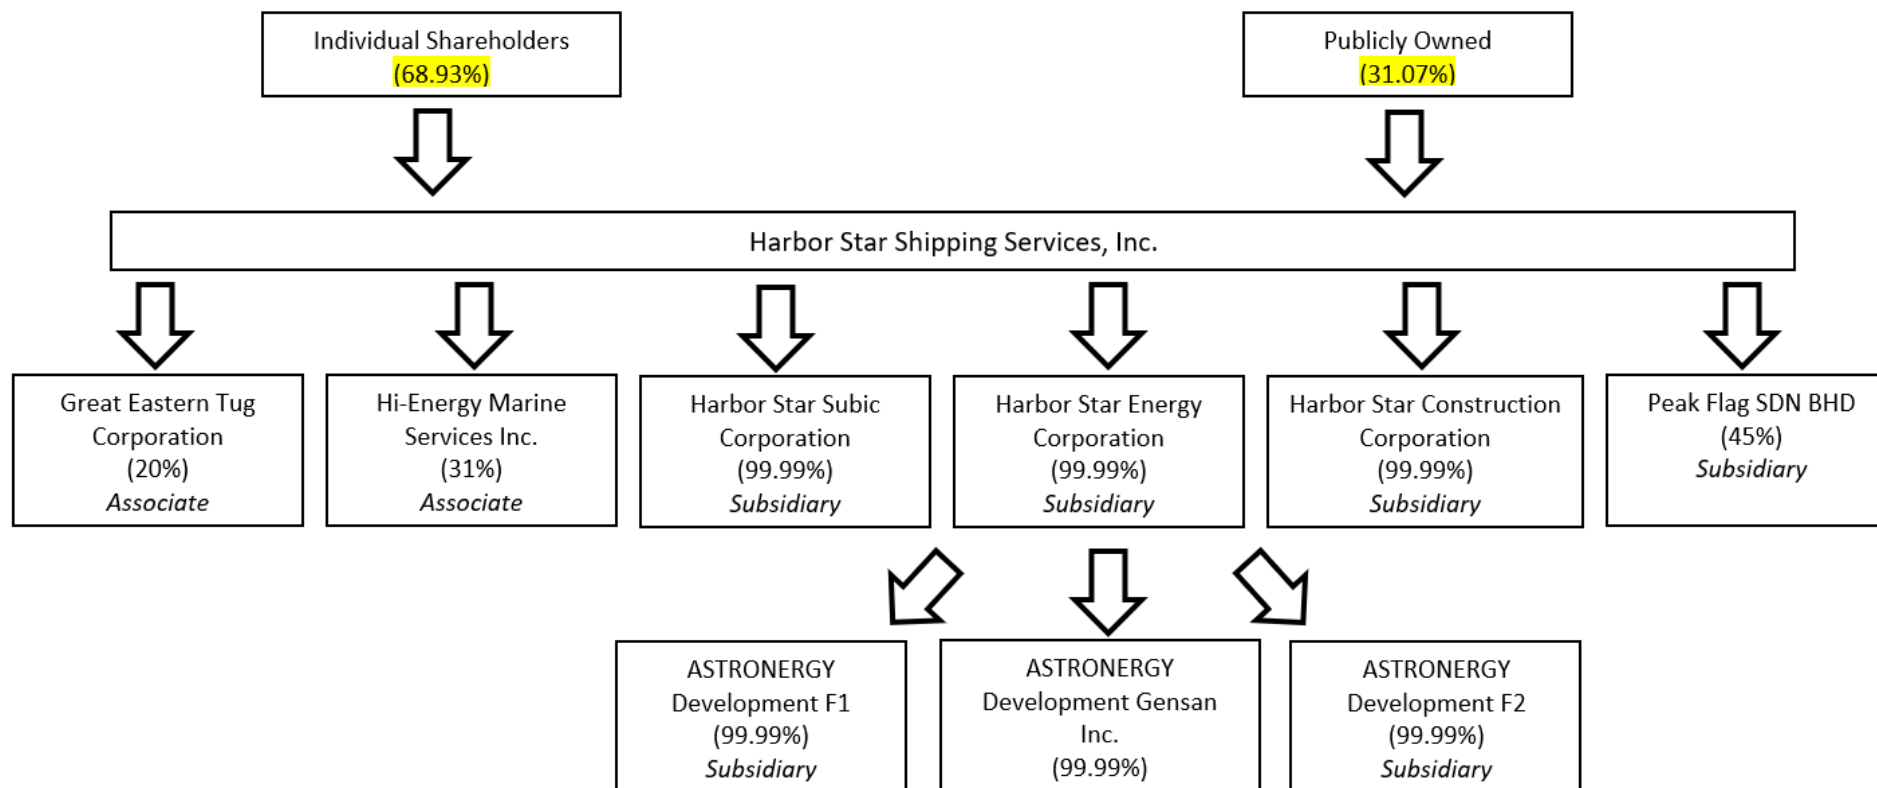 Individual Shareholders
(68.93%)
Publicly Owned
(31.07%)
Harbor Star Shipping Services, Inc.
Great Eastern Tug
Corporation
(20%)
Associate
Hi-Energy Marine
Services Inc.
(31%)
Associate
Harbor Star Subic
Corporation
(99.99%)
Subsidiary
Harbor Star Energy
Corporation
(99.99%)
Subsidiary
Harbor Star Construction
Corporation
(99.99%)
Subsidiary
Peak Flag SDN BHD
(45%)
Subsidiary
ASTRONERGY
Development F1
(99.99%)
Subsidiary
ASTRONERGY
Development Gensan
Inc.
(99.99%)
ASTRONERGY
Development F2
(99.99%)
Subsidiary